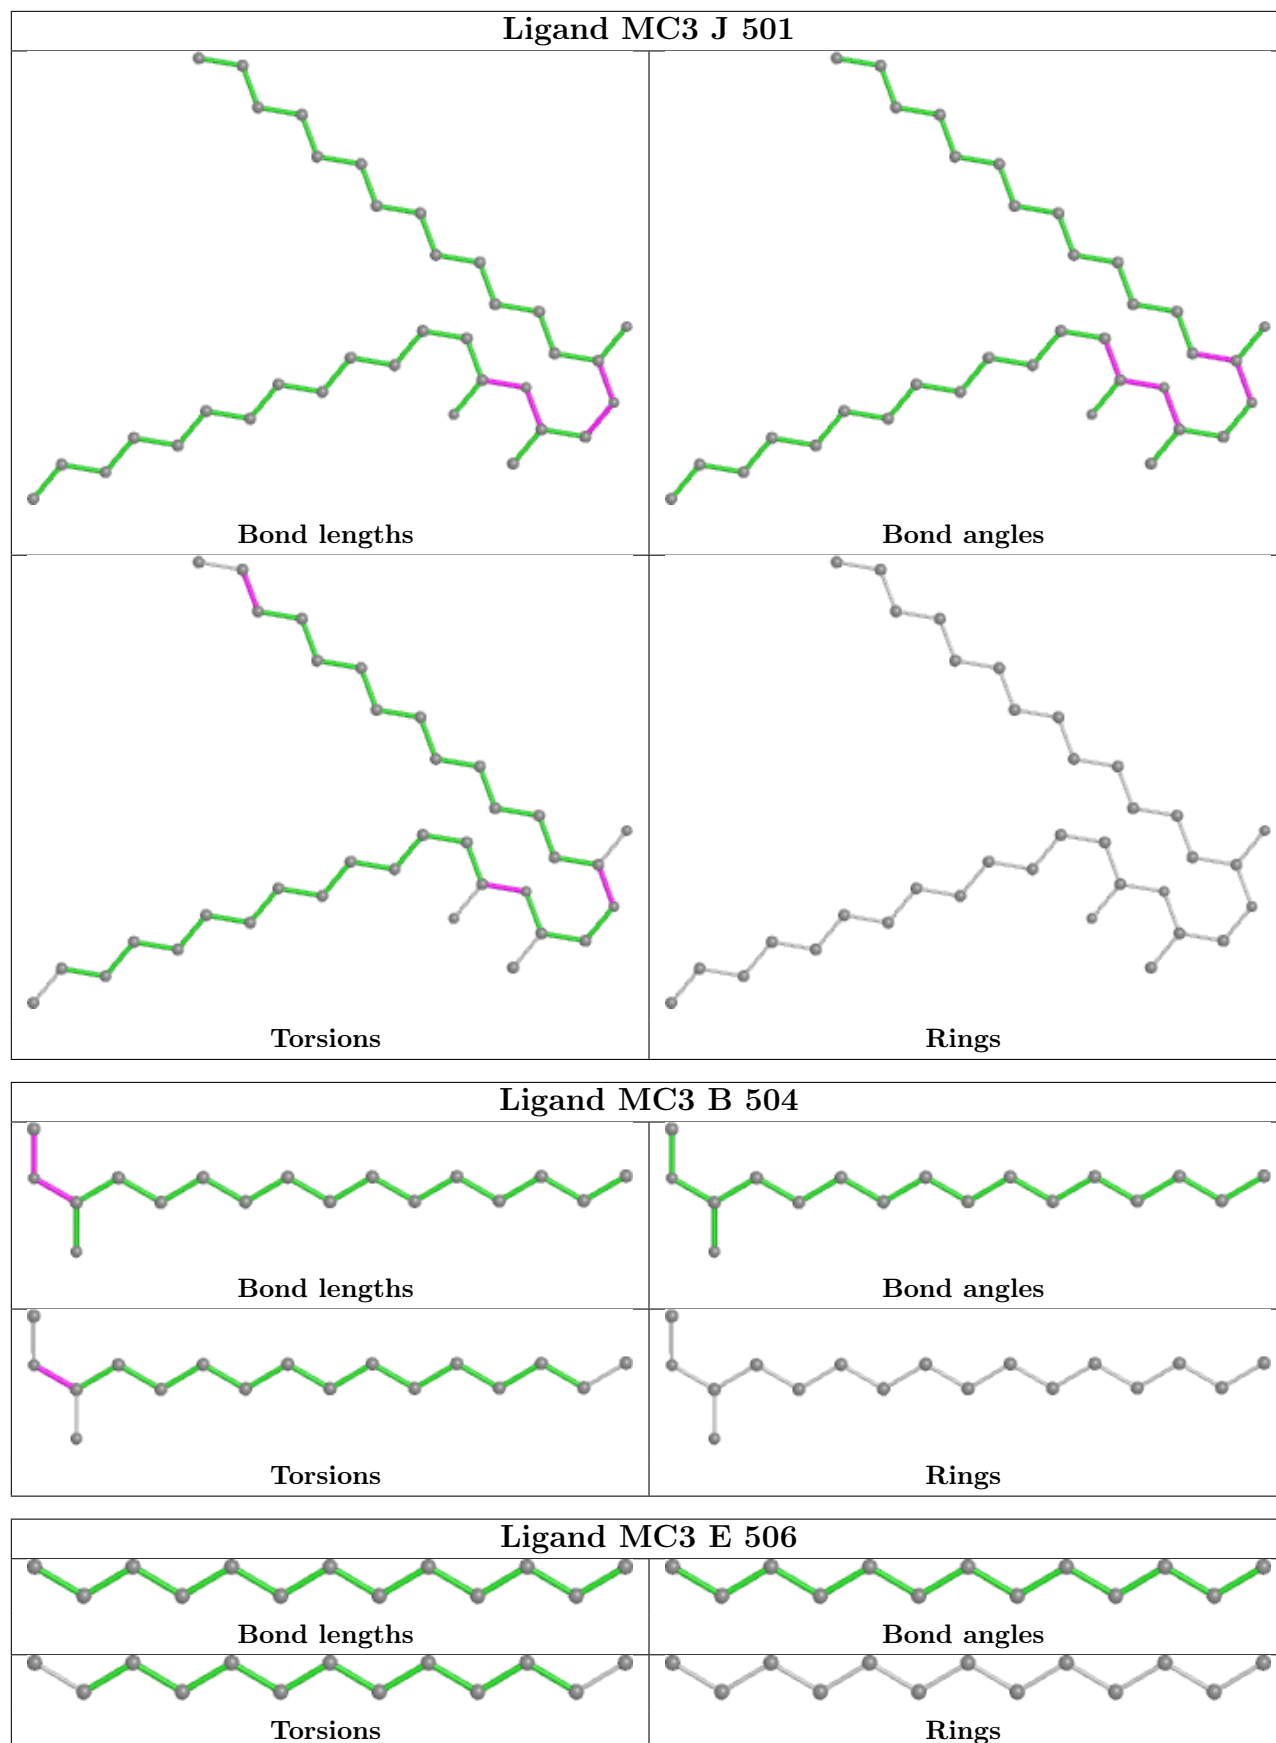 Ligand MC3 J 501
Bond lengths
Bond angles
Torsions
Rings
Ligand MC3 B 504
Bond lengths
Bond angles
Torsions
Rings
Ligand MC3 E 506
Bond lengths
Bond angles
Torsions
Rings